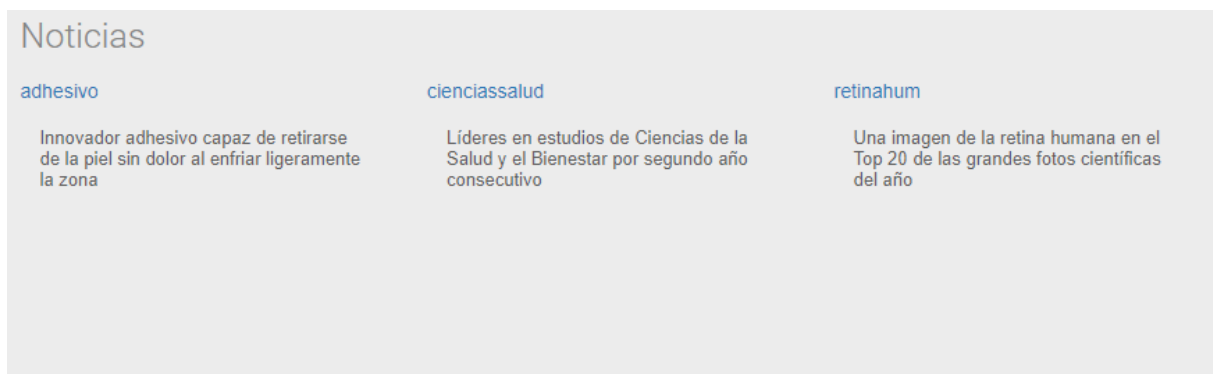 Noticias
adhesivo
Innovador adhesivo capaz de retirarse
de la piel sin dolor al enfriar ligeramente
la zona
cienciassalud
Líderes en estudios de Ciencias de la
Salud y el Bienestar por segundo año
consecutivo
retinahum
Una imagen de la retina humana en el
Top 20 de las grandes fotos científicas
del año